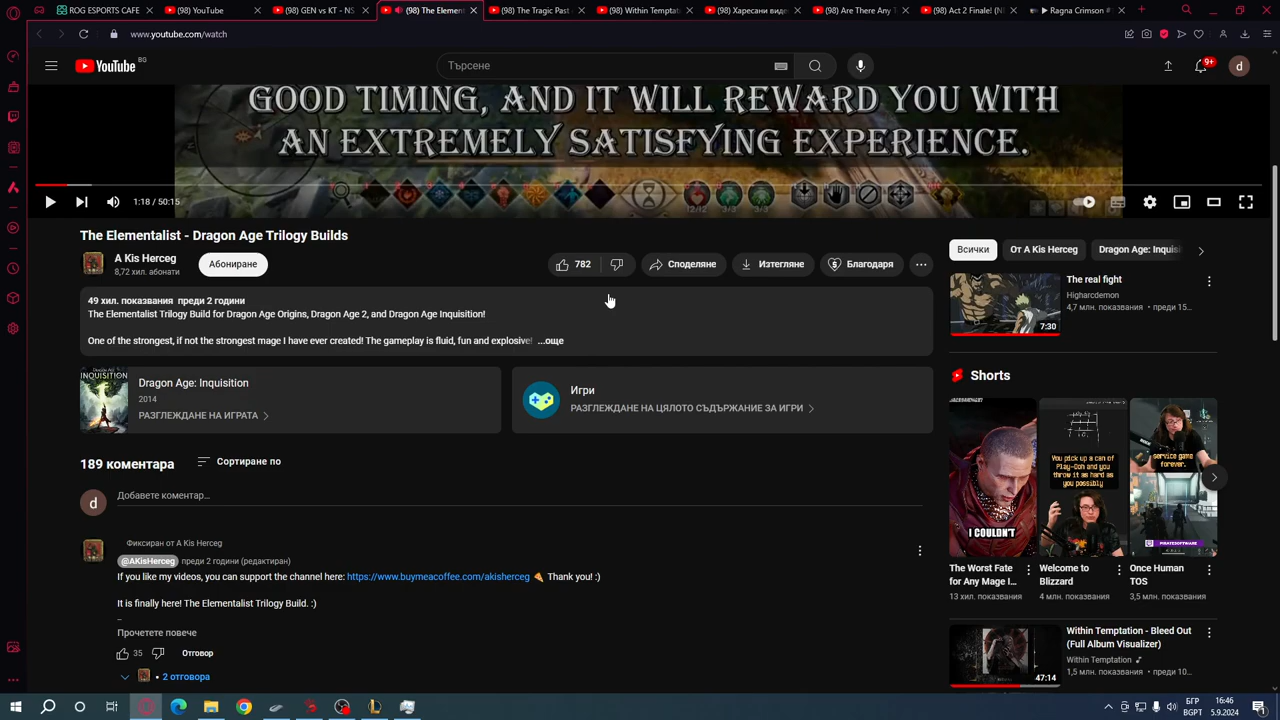 ROG ESPORTS CAFE
(98) YouTube
(98) GEN vs KT - NS
(98) The Element
(98) The Tragic Past
(98) Within Temptat
(98) Харесани виде
(98) Are There Any
(98) Act 2 Finale! (N
Ragna Crimson #
www.youtube.com/watch
YouTube BG
Търсене
9+
d
GOOD TIMING, AND IT WILL REWARD YOU WITH
AN EXTREMELY SATISFYING EXPERIENCE.
12/12 3/3 3/3
1:18 / 50:15
The Elementalist - Dragon Age Trilogy Builds
A Kis Herceg
8,72 хил. абонати
Абониране
782
Споделяне
Изтегляне
Благодаря
49 хил. показвания преди 2 години
The Elementalist Trilogy Build for Dragon Age Origins, Dragon Age 2, and Dragon Age Inquisition!
One of the strongest, if not the strongest mage I have ever created! The gameplay is fluid, fun and explosive! ...още
INQUISITION
Dragon Age: Inquisition
2014
РАЗГЛЕЖДАНЕ НА ИГРАТА
Игри
РАЗГЛЕЖДАНЕ НА ЦЯЛОТО СЪДЪРЖАНИЕ ЗА ИГРИ
189 коментара
Сортиране по
d
Добавете коментар...
Фиксиран от A Kis Herceg
@AKisHerceg преди 2 години (редактиран)
If you like my videos, you can support the channel here: https://www.buymeacoffee.com/akisherceg 🍕 Thank you! :)
It is finally here! The Elementalist Trilogy Build. :)
–
Прочетете повече
35
Отговор
2 отговора
Всички
От A Kis Herceg
Dragon Age: Inquisi
The real fight
Higharcdemon
4,7 млн. показвания • преди 15...
7:30
Shorts
I COULDN'T
You pick up a can of
Play-Doh and you
throw it as hard as
you possibly
service game
forever.
PIRATESOFTWARE
The Worst Fate
for Any Mage I...
13 хил. показвания
Welcome to
Blizzard
4 млн. показвания
Once Human
TOS
3,5 млн. показвания
47:14
Within Temptation - Bleed Out
(Full Album Visualizer)
Within Temptation
1,5 млн. показвания • преди 10...
БГР
BGPT
16:46
5.9.2024
1